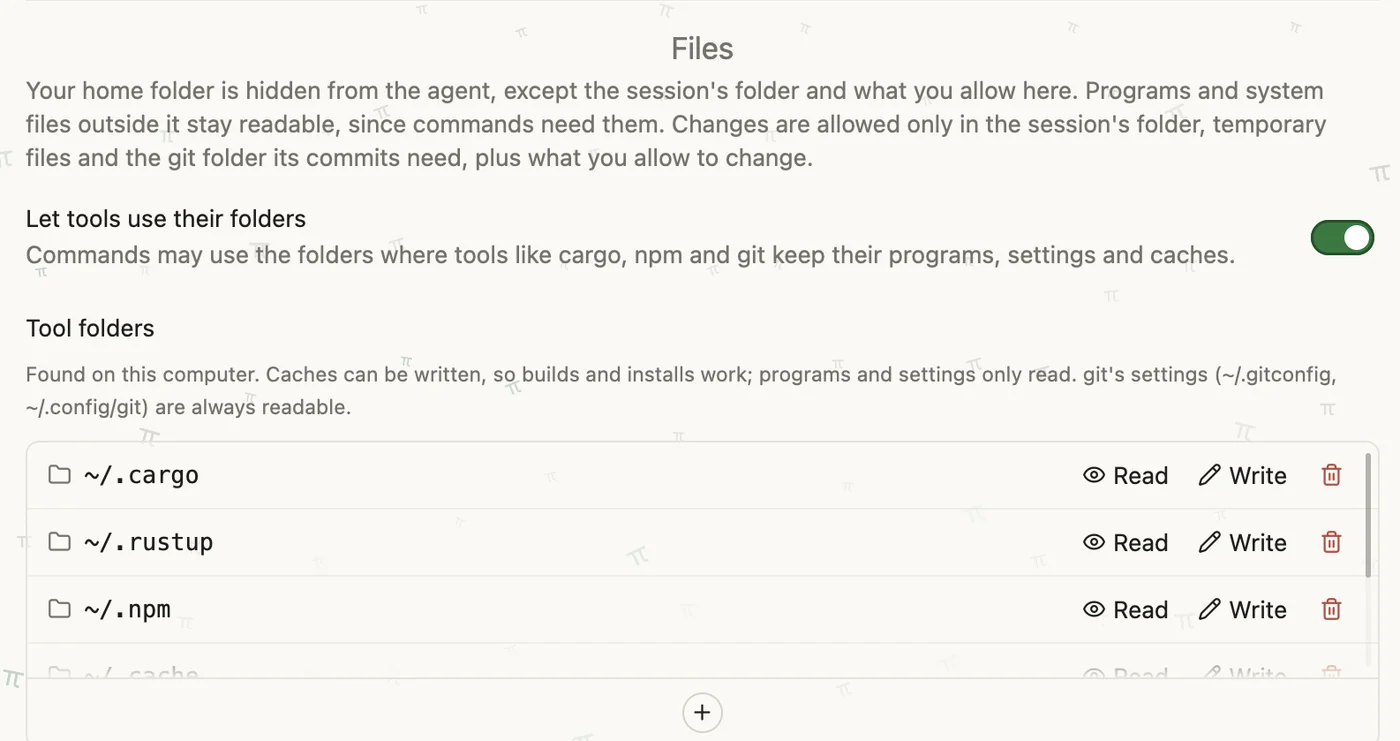 Files
Your home folder is hidden from the agent, except the session's folder and what you allow here. Programs and system
files outside it stay readable, since commands need them. Changes are allowed only in the session's folder, temporary
files and the git folder its commits need, plus what you allow to change.
Let tools use their folders
Commands may use the folders where tools like cargo, npm and git keep their programs, settings and caches.
Tool folders
Found on this computer. Caches can be written, so builds and installs work; programs and settings only read. git's settings (~/.gitconfig,
~/.config/git) are always readable.
~/.cargo Read Write
~/.rustup Read Write
~/.npm Read Write
~/.cache Read Write